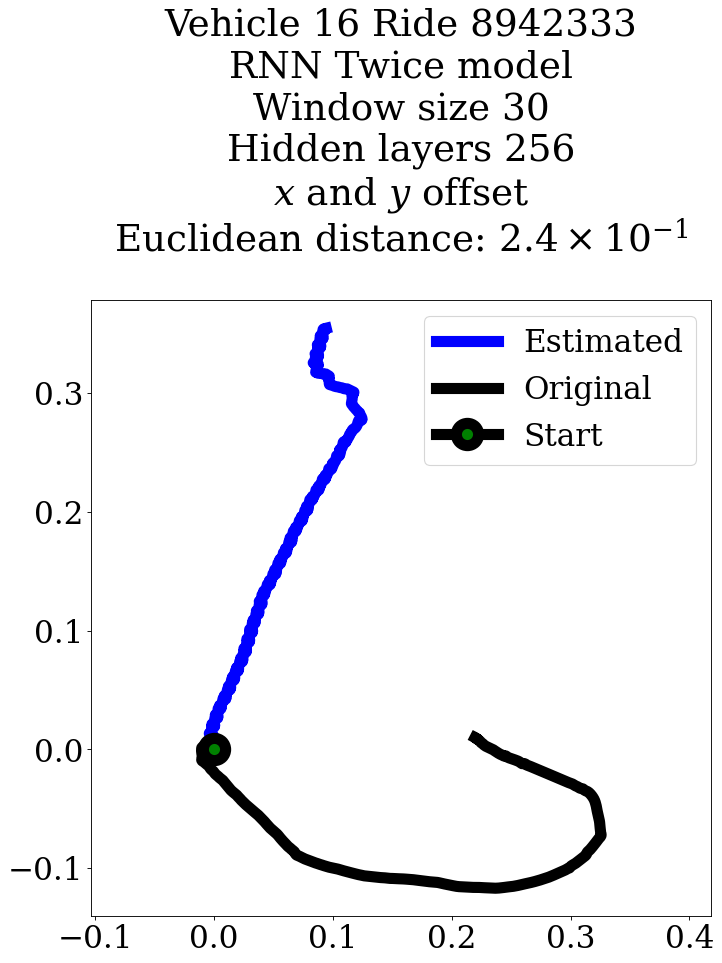 Vehicle 16 Ride 8942333
RNN Twice model
Window size 30
Hidden layers 256
x and y offset
Euclidean distance: 2.4 × 10⁻¹
Estimated
Original
Start
0.3
0.2
0.1
0.0
−0.1
−0.1 0.0 0.1 0.2 0.3 0.4